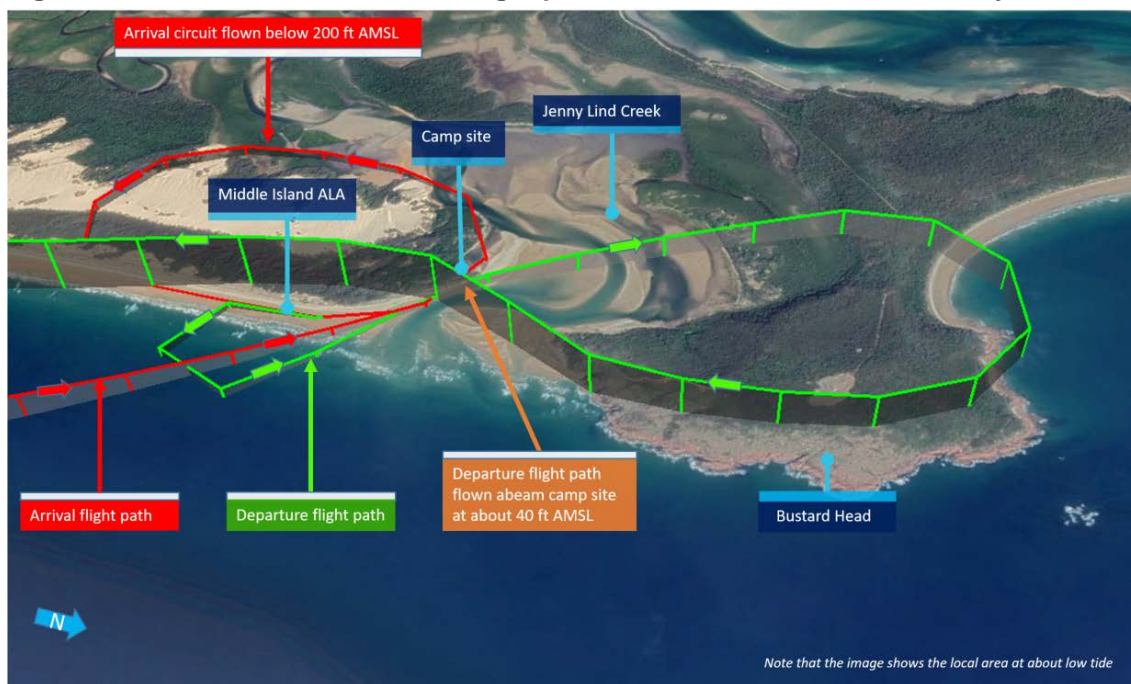 Arrival circuit flown below 200 ft AMSL
Jenny Lind Creek
Camp site
Middle Island ALA
Arrival flight path
Departure flight path
Departure flight path
flown abeam camp site
at about 40 ft AMSL
Bustard Head
N
Note that the image shows the local area at about low tide